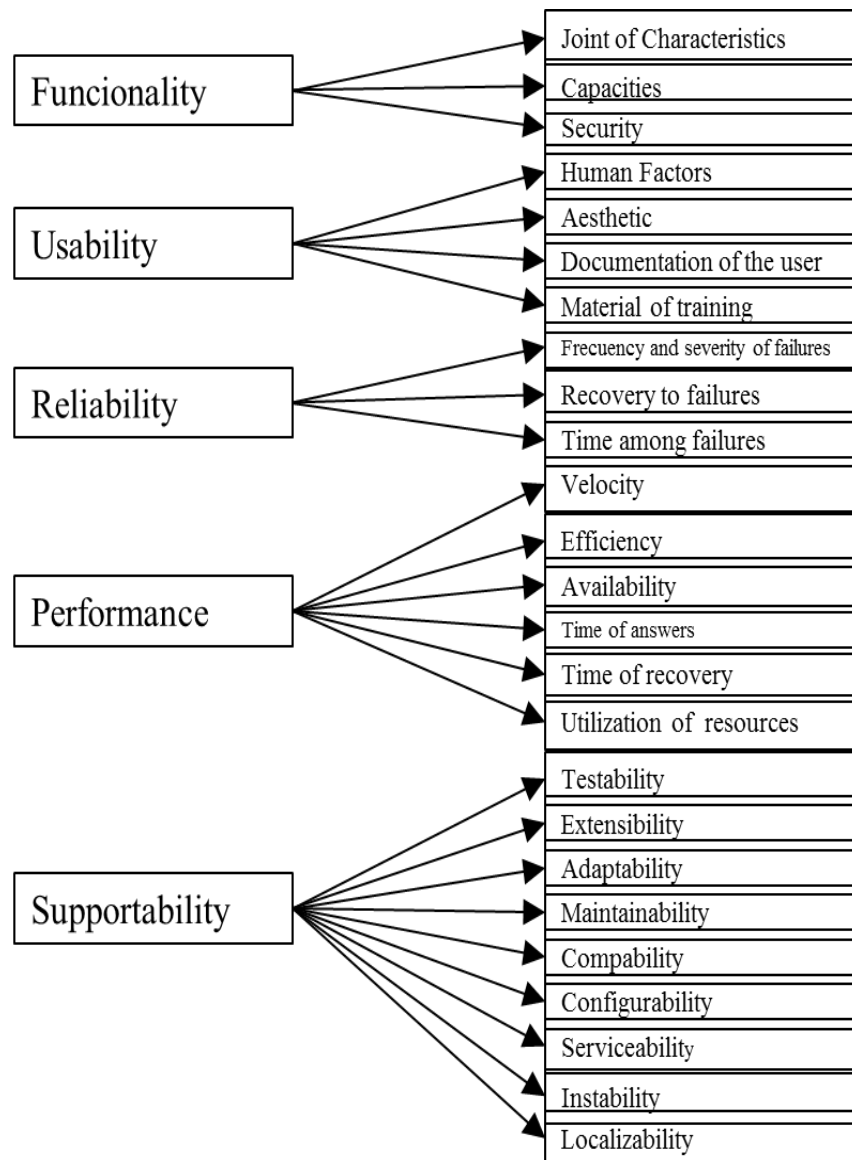 Funcionality
Joint of Characteristics
Capacities
Security
Usability
Human Factors
Aesthetic
Documentation of the user
Material of training
Reliability
Frecuency and severity of failures
Recovery to failures
Time among failures
Performance
Velocity
Efficiency
Availability
Time of answers
Time of recovery
Utilization of resources
Supportability
Testability
Extensibility
Adaptability
Maintainability
Compability
Configurability
Serviceability
Instability
Localizability